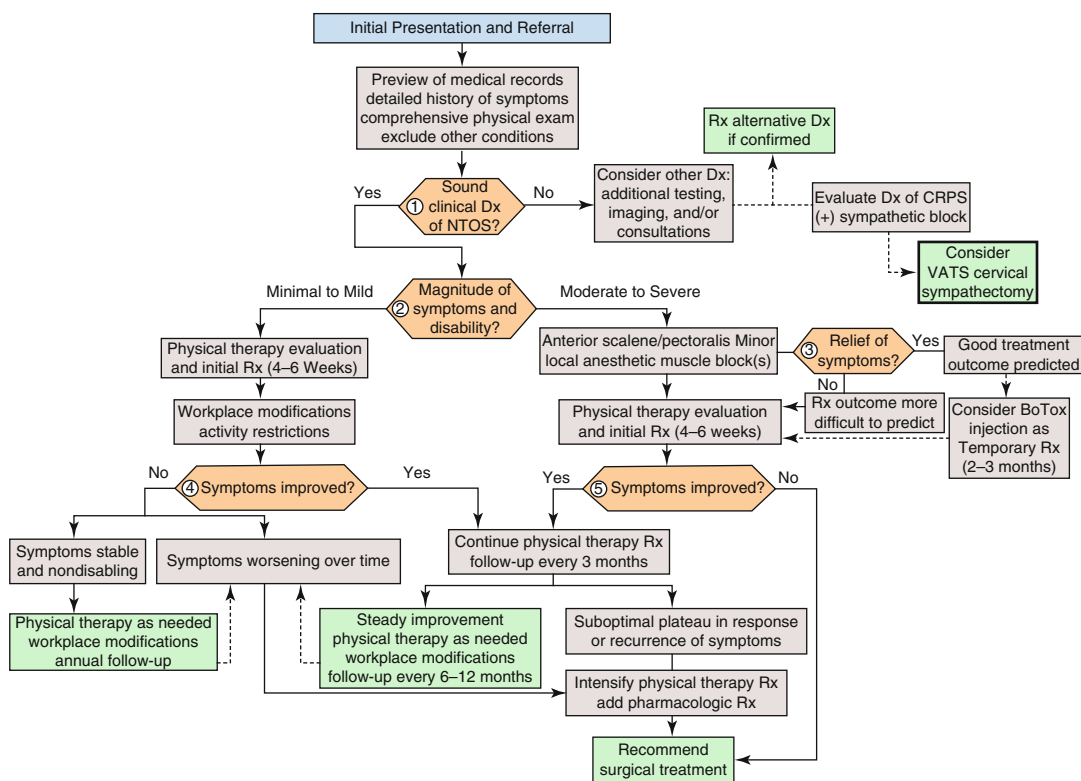 Initial Presentation and Referral
Preview of medical records
detailed history of symptoms
comprehensive physical exam
exclude other conditions
Rx alternative Dx
if confirmed
Yes
1
Sound
clinical Dx
of NTOS?
No
Consider other Dx:
additional testing,
imaging, and/or
consultations
Evaluate Dx of CRPS
(+) sympathetic block
Consider
VATS cervical
sympathectomy
Minimal to Mild
2
Magnitude of
symptoms and
disability?
Moderate to Severe
Physical therapy evaluation
and initial Rx (4–6 Weeks)
Anterior scalene/pectoralis Minor
local anesthetic muscle block(s)
3
Relief of
symptoms?
Yes
Good treatment
outcome predicted
No
Rx outcome more
difficult to predict
Consider BoTox
injection as
Temporary Rx
(2–3 months)
Workplace modifications
activity restrictions
Physical therapy evaluation
and initial Rx (4–6 weeks)
No
4 Symptoms improved?
Yes
Yes
5 Symptoms improved?
No
Symptoms stable
and nondisabling
Symptoms worsening over time
Continue physical therapy Rx
follow-up every 3 months
Physical therapy as needed
workplace modifications
annual follow-up
Steady improvement
physical therapy as needed
workplace modifications
follow-up every 6–12 months
Suboptimal plateau in response
or recurrence of symptoms
Intensify physical therapy Rx
add pharmacologic Rx
Recommend
surgical treatment